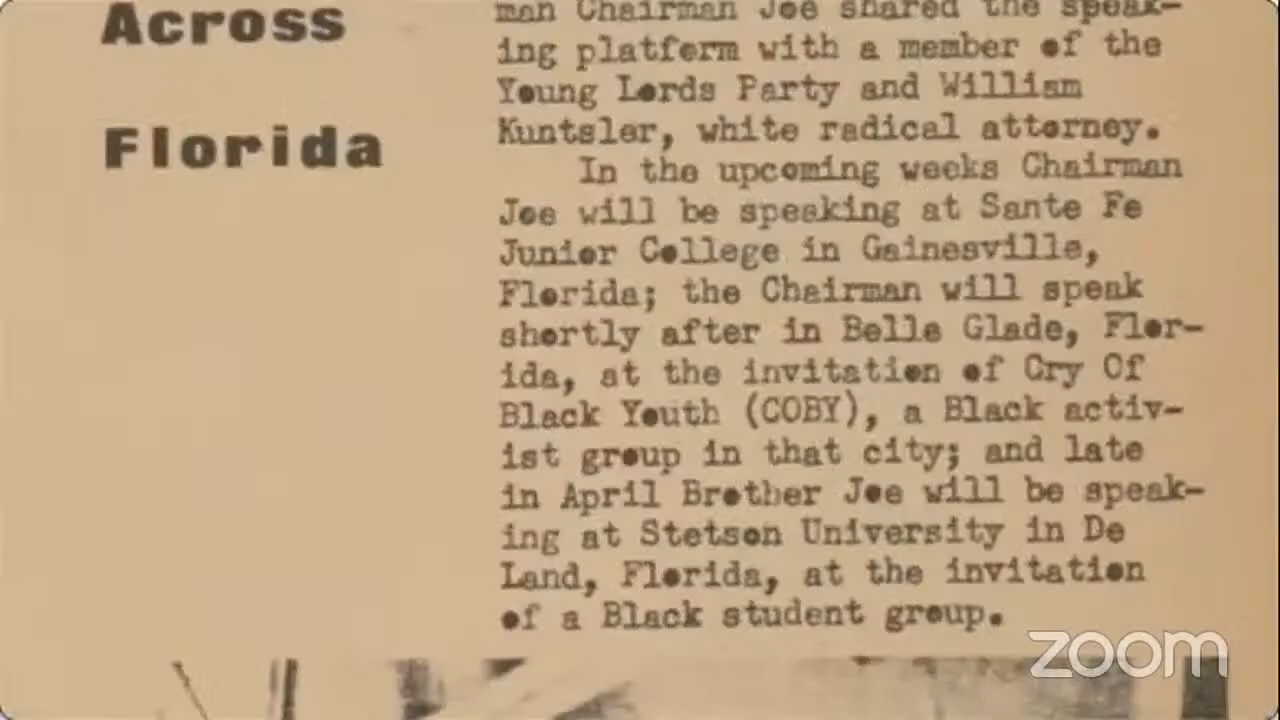 Across
Florida
man Chairman Joe shared the speak-
ing platform with a member of the
Young Lords Party and William
Kuntsler, white radical attorney.
In the upcoming weeks Chairman
Joe will be speaking at Sante Fe
Junior College in Gainesville,
Florida; the Chairman will speak
shortly after in Belle Glade, Flor-
ida, at the invitation of Cry Of
Black Youth (COBY), a Black activ-
ist group in that city; and late
in April Brother Joe will be speak-
ing at Stetson University in De
Land, Florida, at the invitation
of a Black student group.
zoom